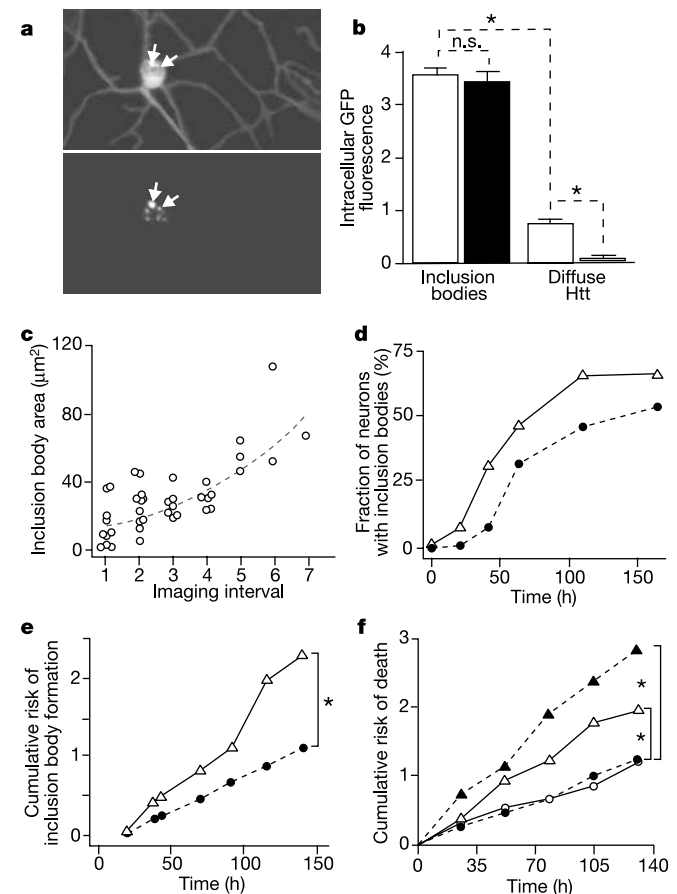 a
b
*
n.s.
*
4
3
2
1
0
Intracellular GFP
fluorescence
Inclusion
bodies
Diffuse
Htt
c
120
80
40
0
Inclusion body area (μm²)
1 2 3 4 5 6 7
Imaging interval
d
75
50
25
0
Fraction of neurons
with inclusion bodies (%)
0 50 100 150
Time (h)
e
2
1
0
Cumulative risk of
inclusion body formation
*
0 50 100 150
Time (h)
f
3
2
1
0
Cumulative risk of death
*
*
0 35 70 105 140
Time (h)